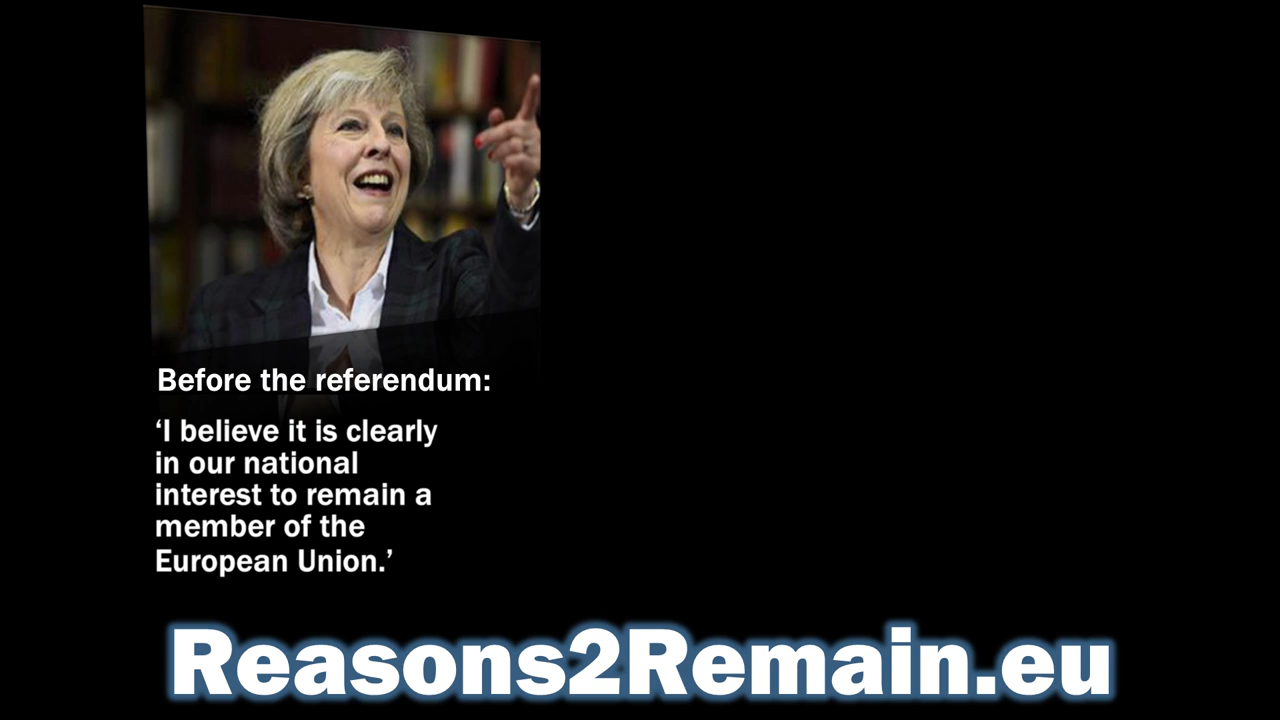 Before the referendum:
‘I believe it is clearly
in our national
interest to remain a
member of the
European Union.’
Reasons2Remain.eu